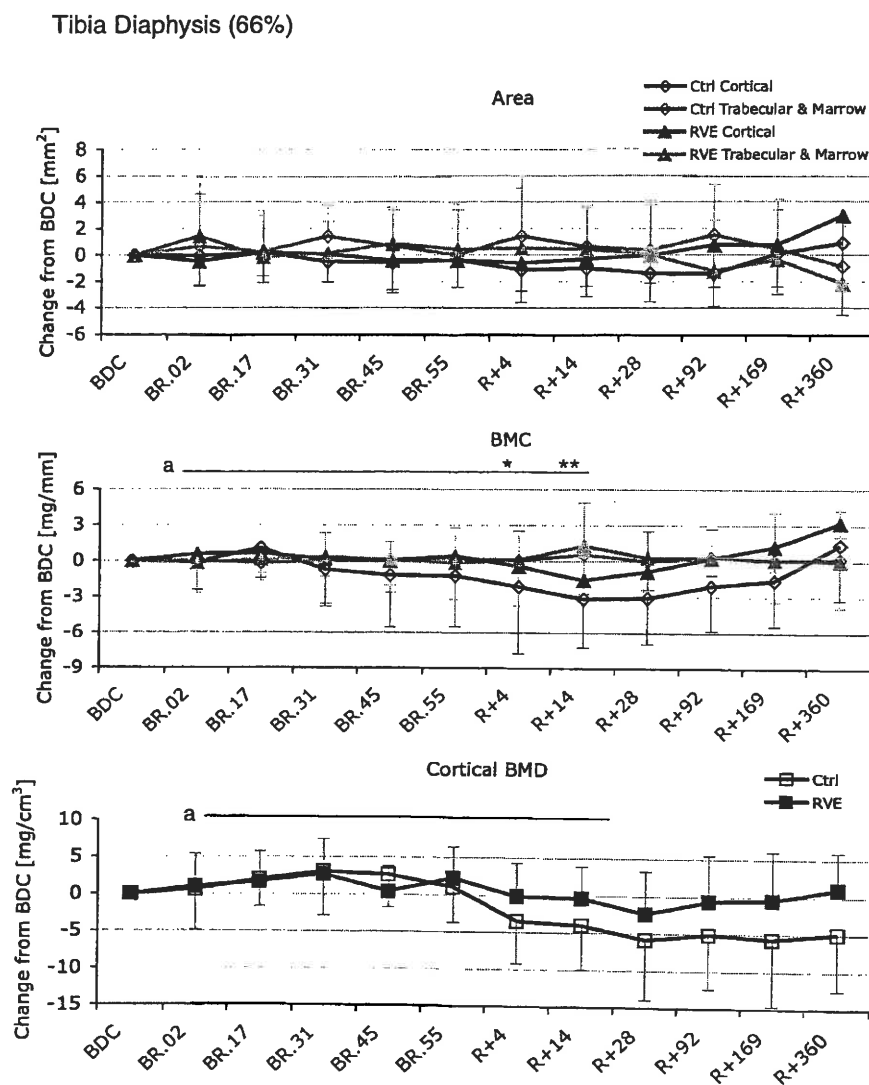 Tibia Diaphysis (66%)
Area
Ctrl Cortical
Ctrl Trabecular & Marrow
RVE Cortical
RVE Trabecular & Marrow
Change from BDC [mm²]
8
6
4
2
0
-2
-4
-6
BDC
BR.02
BR.17
BR.31
BR.45
BR.55
R+4
R+14
R+28
R+92
R+169
R+360
BMC
a
*
**
Change from BDC [mg/mm]
6
3
0
-3
-6
-9
BDC
BR.02
BR.17
BR.31
BR.45
BR.55
R+4
R+14
R+28
R+92
R+169
R+360
Cortical BMD
Ctrl
RVE
a
Change from BDC [mg/cm³]
10
5
0
-5
-10
-15
BDC
BR.02
BR.17
BR.31
BR.45
BR.55
R+4
R+14
R+28
R+92
R+169
R+360